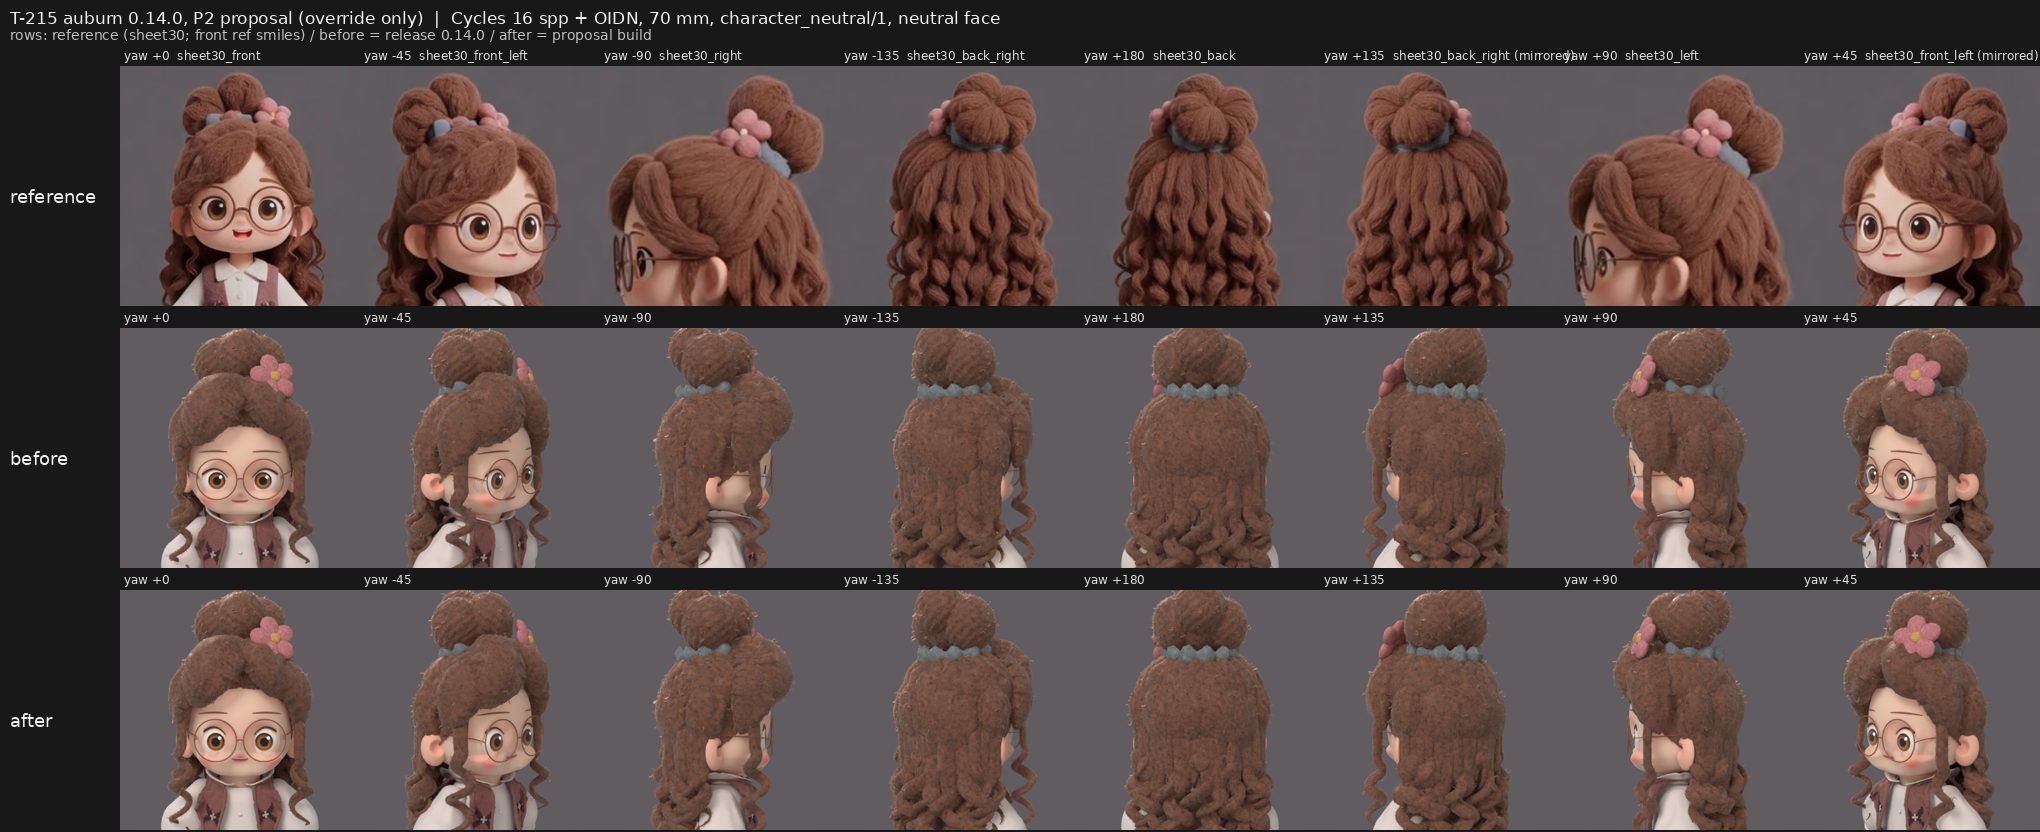 T-215 auburn 0.14.0, P2 proposal (override only)  |  Cycles 16 spp + OIDN, 70 mm, character_neutral/1, neutral face
rows: reference (sheet30; front ref smiles) / before = release 0.14.0 / after = proposal build
yaw +0  sheet30_front
yaw -45  sheet30_front_left
yaw -90  sheet30_right
yaw -135  sheet30_back_right
yaw +180  sheet30_back
yaw +135  sheet30_back_right (mirrored)
yaw +90  sheet30_left
yaw +45  sheet30_front_left (mirrored)
reference
yaw +0
yaw -45
yaw -90
yaw -135
yaw +180
yaw +135
yaw +90
yaw +45
before
yaw +0
yaw -45
yaw -90
yaw -135
yaw +180
yaw +135
yaw +90
yaw +45
after